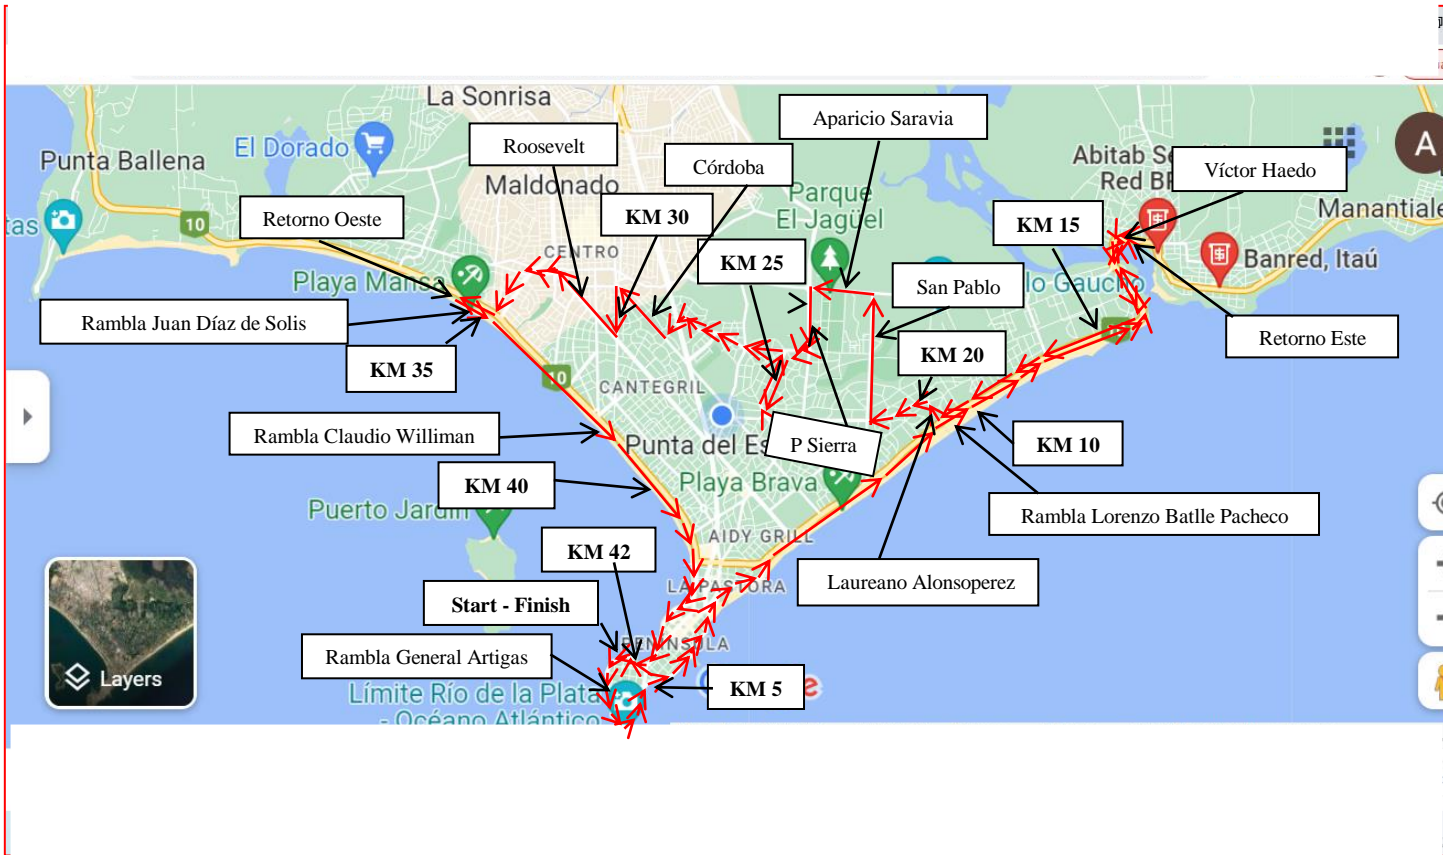 La Sonrisa
Aparicio Saravia
A
El Dorado
Roosevelt
Punta Ballena
Córdoba
Abitab
Red
Víctor Haedo
Maldonado
Parque
El Jagüel
Retorno Oeste
KM 30
KM 15
Manantiale
10
CENTRO
KM 25
Banred, Itaú
Playa Mansa
San Pablo
lo Gaucho
Rambla Juan Díaz de Solis
Retorno Este
KM 20
KM 35
10
CANTEGRIL
Rambla Claudio Williman
Punta del Es
P Sierra
KM 10
KM 40
Playa Brava
Puerto Jardín
Rambla Lorenzo Batlle Pacheco
AIDY GRILL
KM 42
LA PASTORA
Laureano Alonsoperez
Start - Finish
PENINSULA
Rambla General Artigas
Layers
Límite Río de la Plata
- Océano Atlántico
KM 5